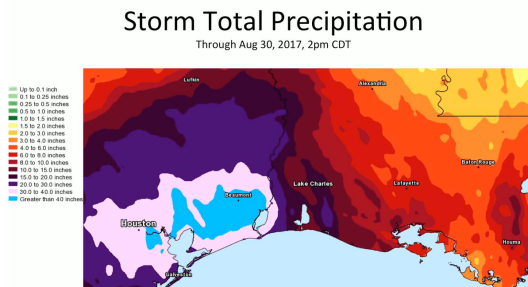 Storm Total Precipitation
Through Aug 30, 2017, 2pm CDT
Up to 0.1 inch
0.1 to 0.25 inches
0.25 to 0.5 inches
0.5 to 1.0 inches
1.0 to 1.5 inches
1.5 to 2.0 inches
2.0 to 3.0 inches
3.0 to 4.0 inches
4.0 to 6.0 inches
6.0 to 8.0 inches
8.0 to 10.0 inches
10.0 to 15.0 inches
15.0 to 20.0 inches
20.0 to 30.0 inches
30.0 to 40.0 inches
Greater than 40 inches
Lufkin
Alexandria
Baton Rouge
Lake Charles
Lafayette
Beaumont
Houston
Houma
Galveston